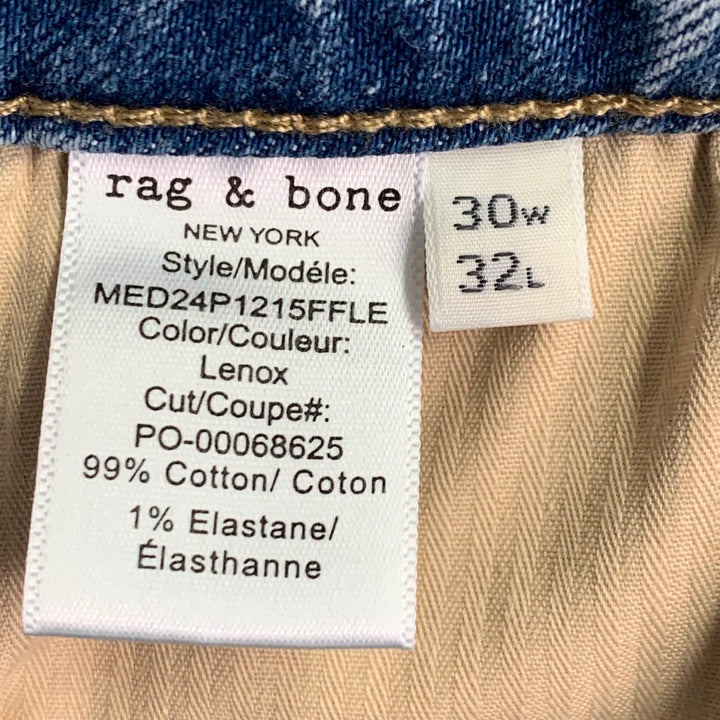 rag & bone
NEW YORK
Style/Modéle:
MED24P1215FFLE
Color/Couleur:
Lenox
Cut/Coupe#:
PO-00068625
99% Cotton/ Coton
1% Elastane/
Élasthanne
30W
32L